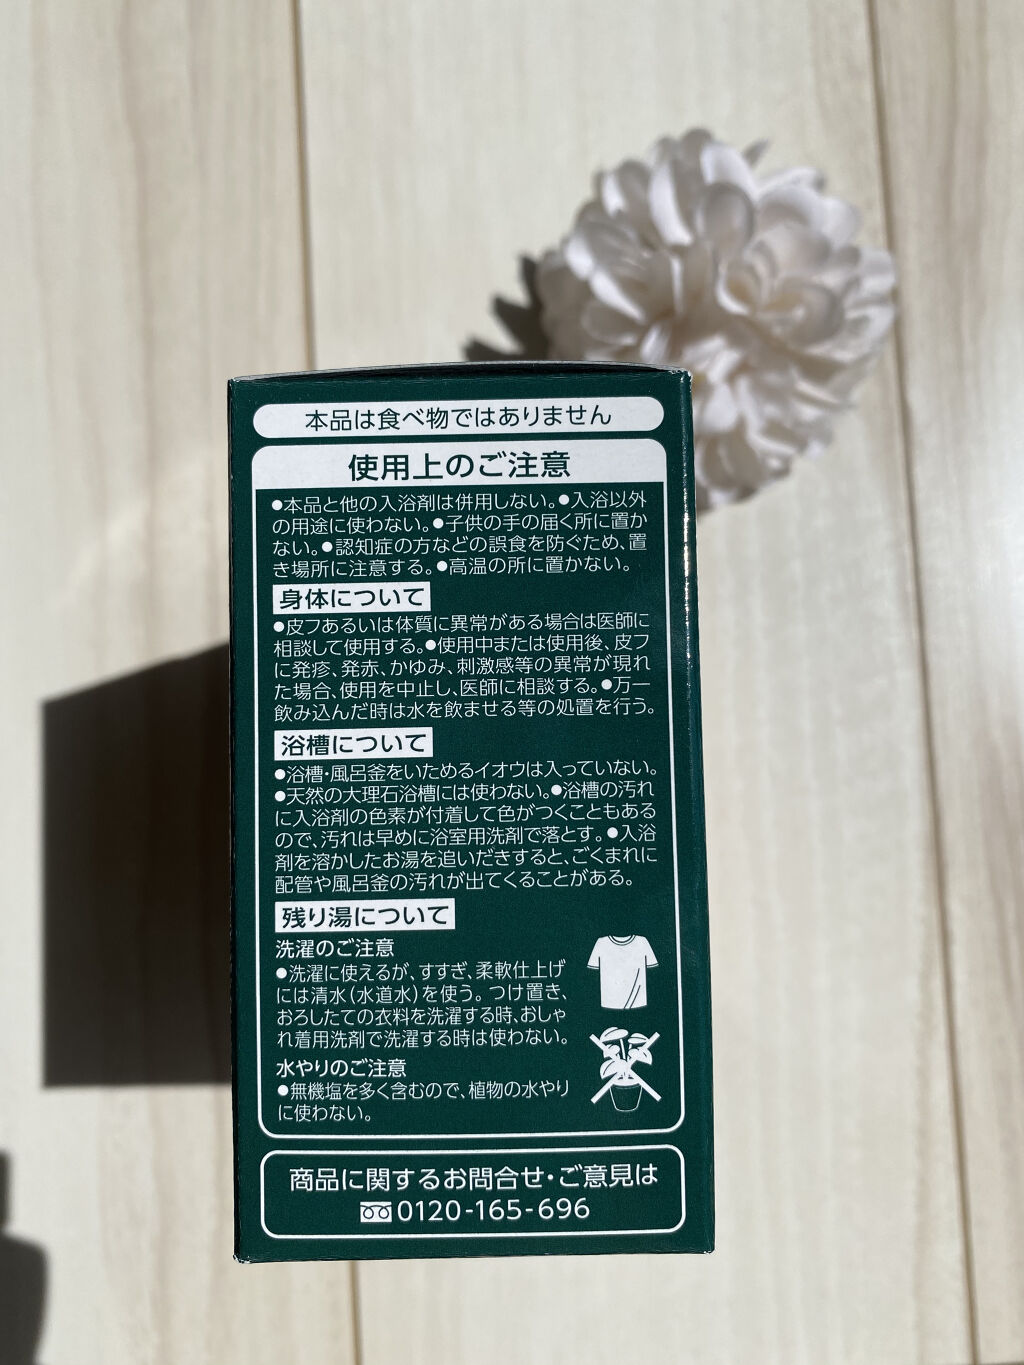 本品は食べ物ではありません
使用上のご注意
●本品と他の入浴剤は併用しない。●入浴以外
の用途に使わない。●子供の手の届く所に置か
ない。●認知症の方などの誤食を防ぐため、置
き場所に注意する。●高温の所に置かない。
身体について
●皮フあるいは体質に異常がある場合は医師に
相談して使用する。●使用中または使用後、皮フ
に発疹、発赤、かゆみ、刺激感等の異常が現れ
た場合、使用を中止し、医師に相談する。●万一
飲み込んだ時は水を飲ませる等の処置を行う。
浴槽について
●浴槽・風呂釜をいためるイオウは入っていない。
●天然の大理石浴槽には使わない。●浴槽の汚れ
に入浴剤の色素が付着して色がつくこともある
ので、汚れは早めに浴室用洗剤で落とす。●入浴
剤を溶かしたお湯を追いだきすると、ごくまれに
配管や風呂釜の汚れが出てくることがある。
残り湯について
洗濯のご注意
●洗濯に使えるが、すすぎ、柔軟仕上げ
には清水(水道水)を使う。つけ置き、
おろしたての衣料を洗濯する時、おしゃ
れ着用洗剤で洗濯する時は使わない。
水やりのご注意
●無機塩を多く含むので、植物の水やり
に使わない。
商品に関するお問合せ・ご意見は
0120-165-696